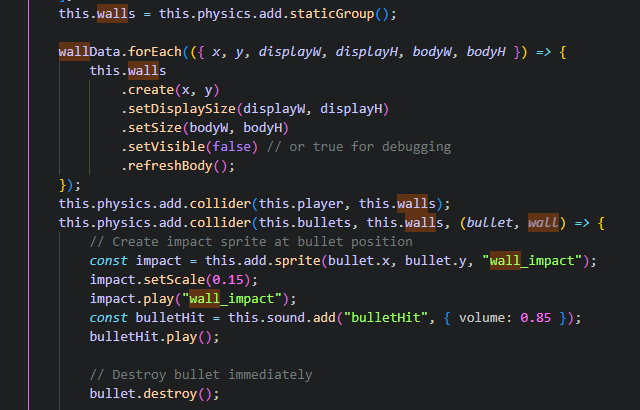 this.walls = this.physics.add.staticGroup();
wallData.forEach(({ x, y, displayW, displayH, bodyW, bodyH }) => {
this.walls
.create(x, y)
.setDisplaySize(displayW, displayH)
.setSize(bodyW, bodyH)
.setVisible(false) // or true for debugging
.refreshBody();
});
this.physics.add.collider(this.player, this.walls);
this.physics.add.collider(this.bullets, this.walls, (bullet, wall) => {
// Create impact sprite at bullet position
const impact = this.add.sprite(bullet.x, bullet.y, "wall_impact");
impact.setScale(0.15);
impact.play("wall_impact");
const bulletHit = this.sound.add("bulletHit", { volume: 0.85 });
bulletHit.play();
// Destroy bullet immediately
bullet.destroy();